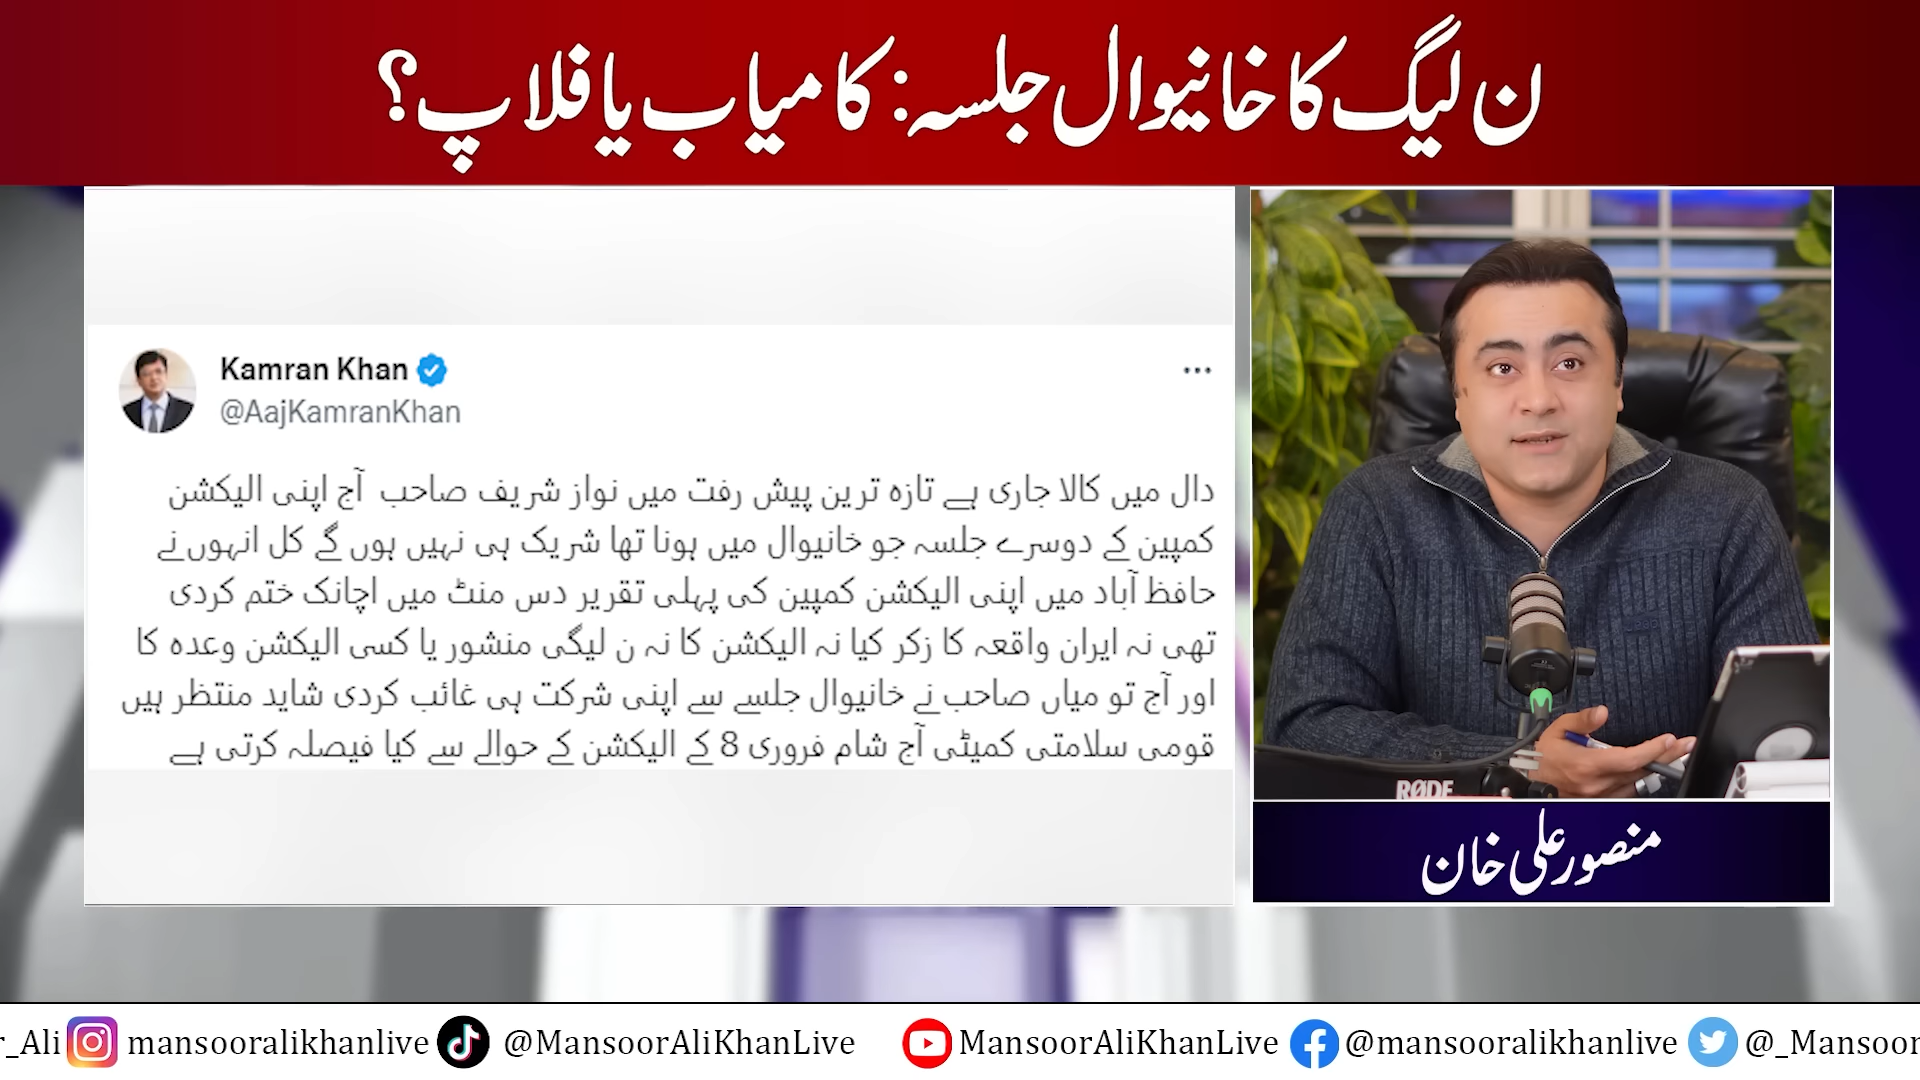 ن لیگ کا خانیوال جلسہ: کامیاب یا فلاپ؟
Kamran Khan
@AajKamranKhan
دال میں کالا جاری ہے تازہ ترین پیش رفت میں نواز شریف صاحب آج اپنی الیکشن
کمپین کے دوسرے جلسہ جو خانیوال میں ہونا تھا شریک ہی نہیں ہوں گے کل انہوں نے
حافظ آباد میں اپنی الیکشن کمپین کی پہلی تقریر دس منٹ میں اچانک ختم کردی
تھی نہ ایران واقعہ کا زکر کیا نہ الیکشن کا نہ ن لیگی منشور یا کسی الیکشن وعدہ کا
اور آج تو میاں صاحب نے خانیوال جلسے سے اپنی شرکت ہی غائب کردی شاید منتظر ہیں
قومی سلامتی کمیٹی آج شام فروری 8 کے الیکشن کے حوالے سے کیا فیصلہ کرتی ہے
RØDE
منصور علی خان
r_Ali mansooralikhanlive @MansoorAliKhanLive MansoorAliKhanLive @mansooralikhanlive @_Mansoor